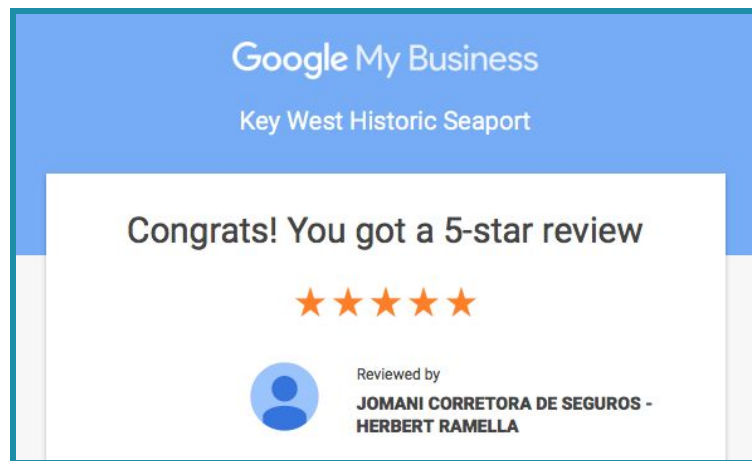 Google My Business
Key West Historic Seaport
Congrats! You got a 5-star review
Reviewed by
JOMANI CORRETORA DE SEGUROS -
HERBERT RAMELLA